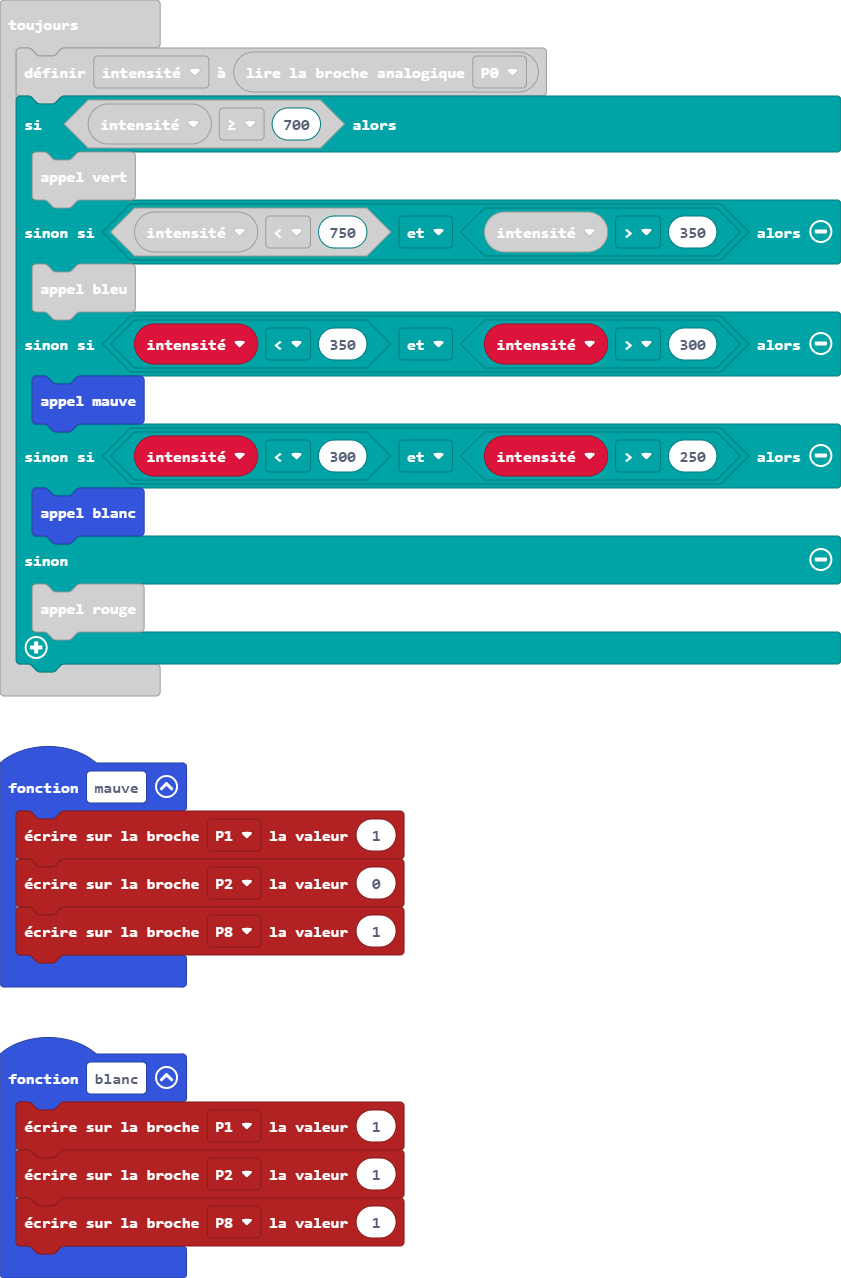 toujours
définir intensité à lire la broche analogique P0
si intensité ≥ 700 alors
appel vert
sinon si intensité < 750 et intensité > 350 alors
appel bleu
sinon si intensité < 350 et intensité > 300 alors
appel mauve
sinon si intensité < 300 et intensité > 250 alors
appel blanc
sinon
appel rouge
fonction mauve
écrire sur la broche P1 la valeur 1
écrire sur la broche P2 la valeur 0
écrire sur la broche P8 la valeur 1
fonction blanc
écrire sur la broche P1 la valeur 1
écrire sur la broche P2 la valeur 1
écrire sur la broche P8 la valeur 1